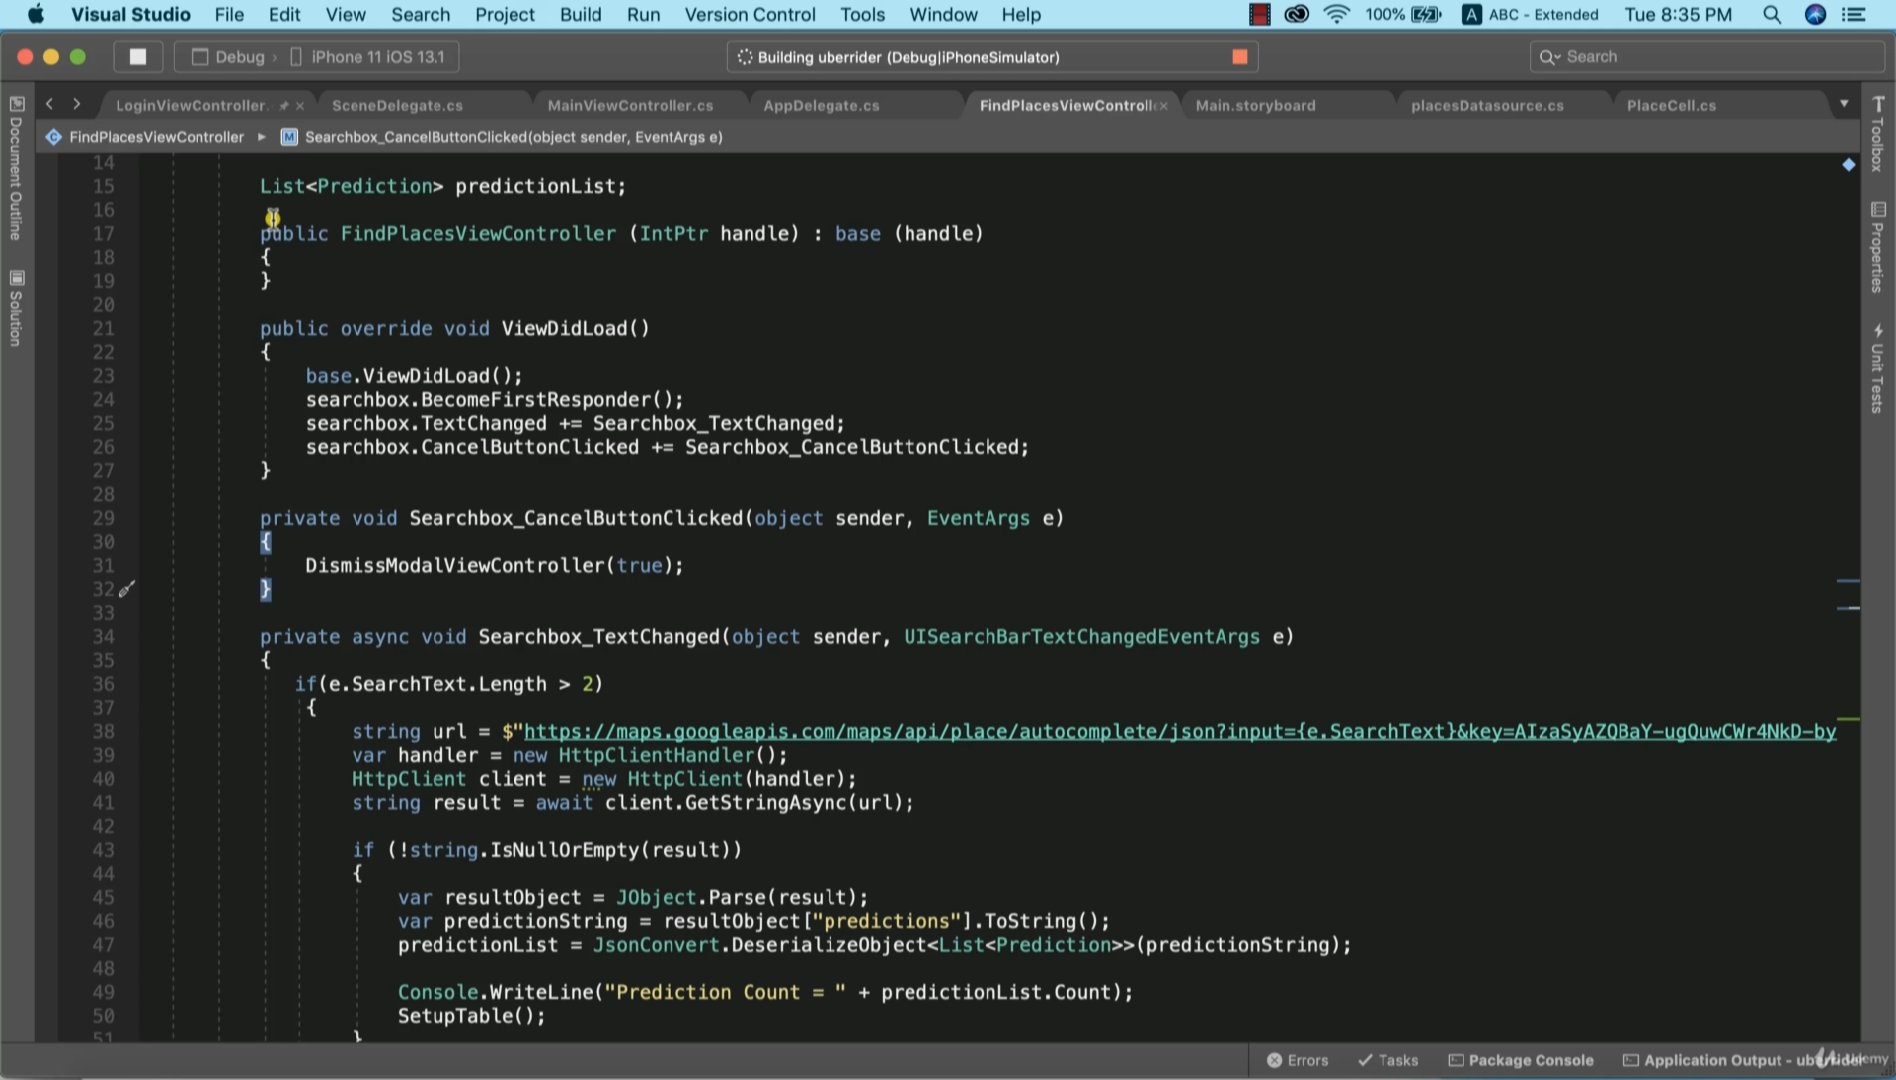 Visual Studio File Edit View Search Project Build Run Version Control Tools Window Help 100% A ABC - Extended Tue 8:35 PM
Debug › iPhone 11 iOS 13.1 Building uberrider (Debug|iPhoneSimulator) Search
LoginViewController. SceneDelegate.cs MainViewController.cs AppDelegate.cs FindPlacesViewControll Main.storyboard placesDatasource.cs PlaceCell.cs
C FindPlacesViewController M Searchbox_CancelButtonClicked(object sender, EventArgs e)
Document Outline
Solution
Toolbox
Properties
Unit Tests
14
15 List<Prediction> predictionList;
16
17 public FindPlacesViewController (IntPtr handle) : base (handle)
18 {
19 }
20
21 public override void ViewDidLoad()
22 {
23 base.ViewDidLoad();
24 searchbox.BecomeFirstResponder();
25 searchbox.TextChanged += Searchbox_TextChanged;
26 searchbox.CancelButtonClicked += Searchbox_CancelButtonClicked;
27 }
28
29 private void Searchbox_CancelButtonClicked(object sender, EventArgs e)
30 {
31 DismissModalViewController(true);
32 }
33
34 private async void Searchbox_TextChanged(object sender, UISearchBarTextChangedEventArgs e)
35 {
36 if(e.SearchText.Length > 2)
37 {
38 string url = $"https://maps.googleapis.com/maps/api/place/autocomplete/json?input={e.SearchText}&key=AIzaSyAZQBaY-ugQuwCWr4NkD-by
39 var handler = new HttpClientHandler();
40 HttpClient client = new HttpClient(handler);
41 string result = await client.GetStringAsync(url);
42
43 if (!string.IsNullOrEmpty(result))
44 {
45 var resultObject = JObject.Parse(result);
46 var predictionString = resultObject["predictions"].ToString();
47 predictionList = JsonConvert.DeserializeObject<List<Prediction>>(predictionString);
48
49 Console.WriteLine("Prediction Count = " + predictionList.Count);
50 SetupTable();
51 }
Errors Tasks Package Console Application Output - uberrider